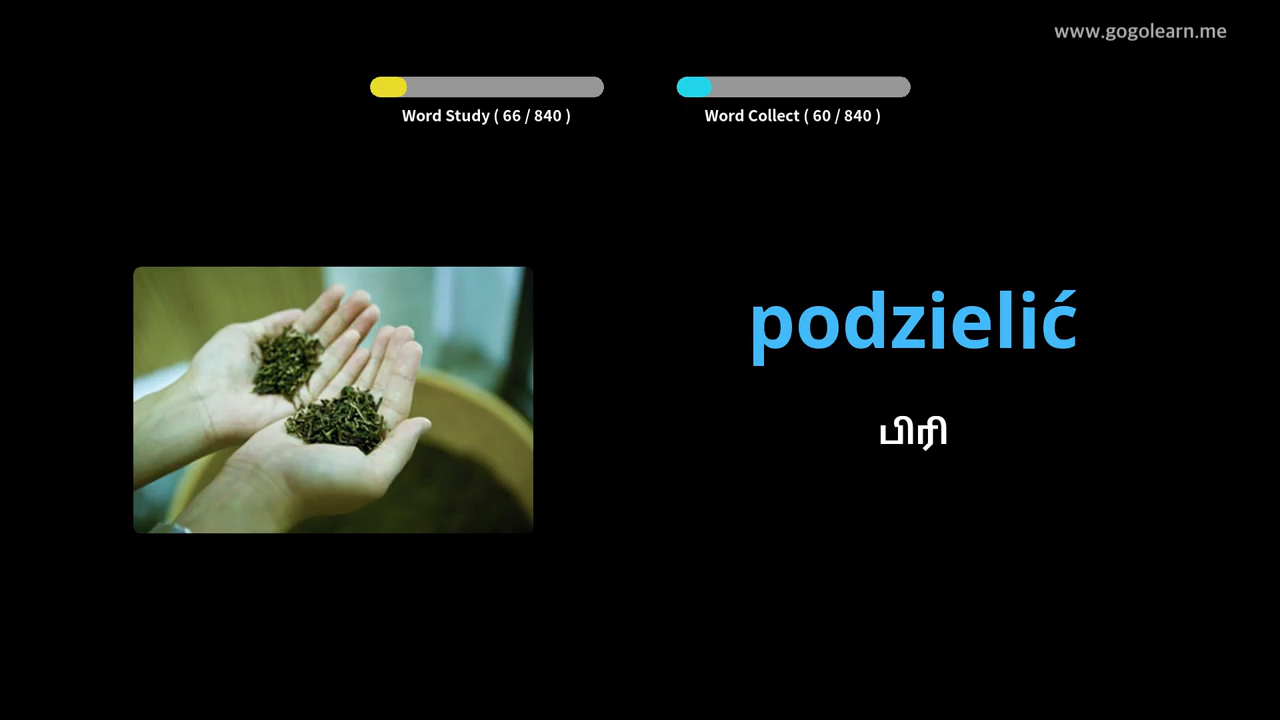 www.gogolearn.me
Word Study ( 66 / 840 )
Word Collect ( 60 / 840 )
podzielić
பிரி